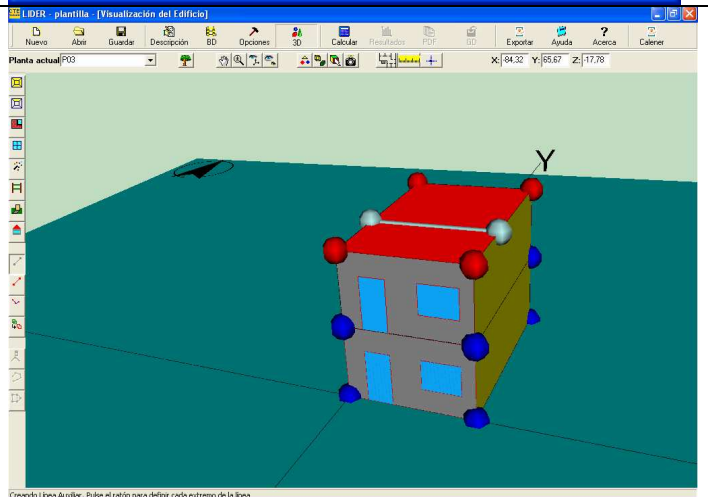 LIDER - plantilla - [Visualización del Edificio]
Nuevo Abrir Guardar Descripción BD Opciones 3D Calcular Resultados PDF GD Exportar Ayuda Acerca Calener
Planta actual P03 X: -84,32 Y: 65,67 Z: -17,78
Y
Creando Línea Auxiliar. Pulse el ratón para definir cada extremo de la línea